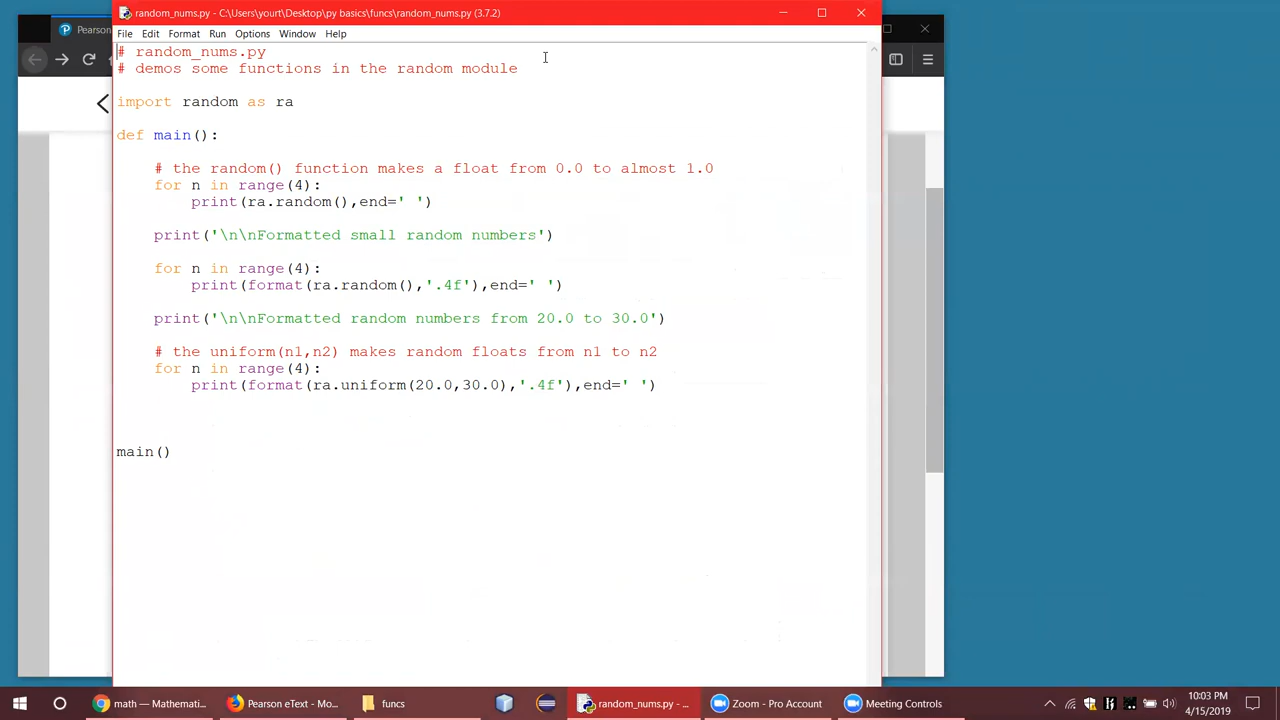 random_nums.py - C:\Users\yourt\Desktop\py basics\funcs\random_nums.py (3.7.2)
Pearson
File Edit Format Run Options Window Help
# random_nums.py
# demos some functions in the random module
import random as ra
def main():
    # the random() function makes a float from 0.0 to almost 1.0
    for n in range(4):
        print(ra.random(),end=' ')
    print('\n\nFormatted small random numbers')
    for n in range(4):
        print(format(ra.random(),'.4f'),end=' ')
    print('\n\nFormatted random numbers from 20.0 to 30.0')
    # the uniform(n1,n2) makes random floats from n1 to n2
    for n in range(4):
        print(format(ra.uniform(20.0,30.0),'.4f'),end=' ')
main()
math — Mathemati... Pearson eText - Mo... funcs random_nums.py - ... Zoom - Pro Account Meeting Controls
10:03 PM
4/15/2019